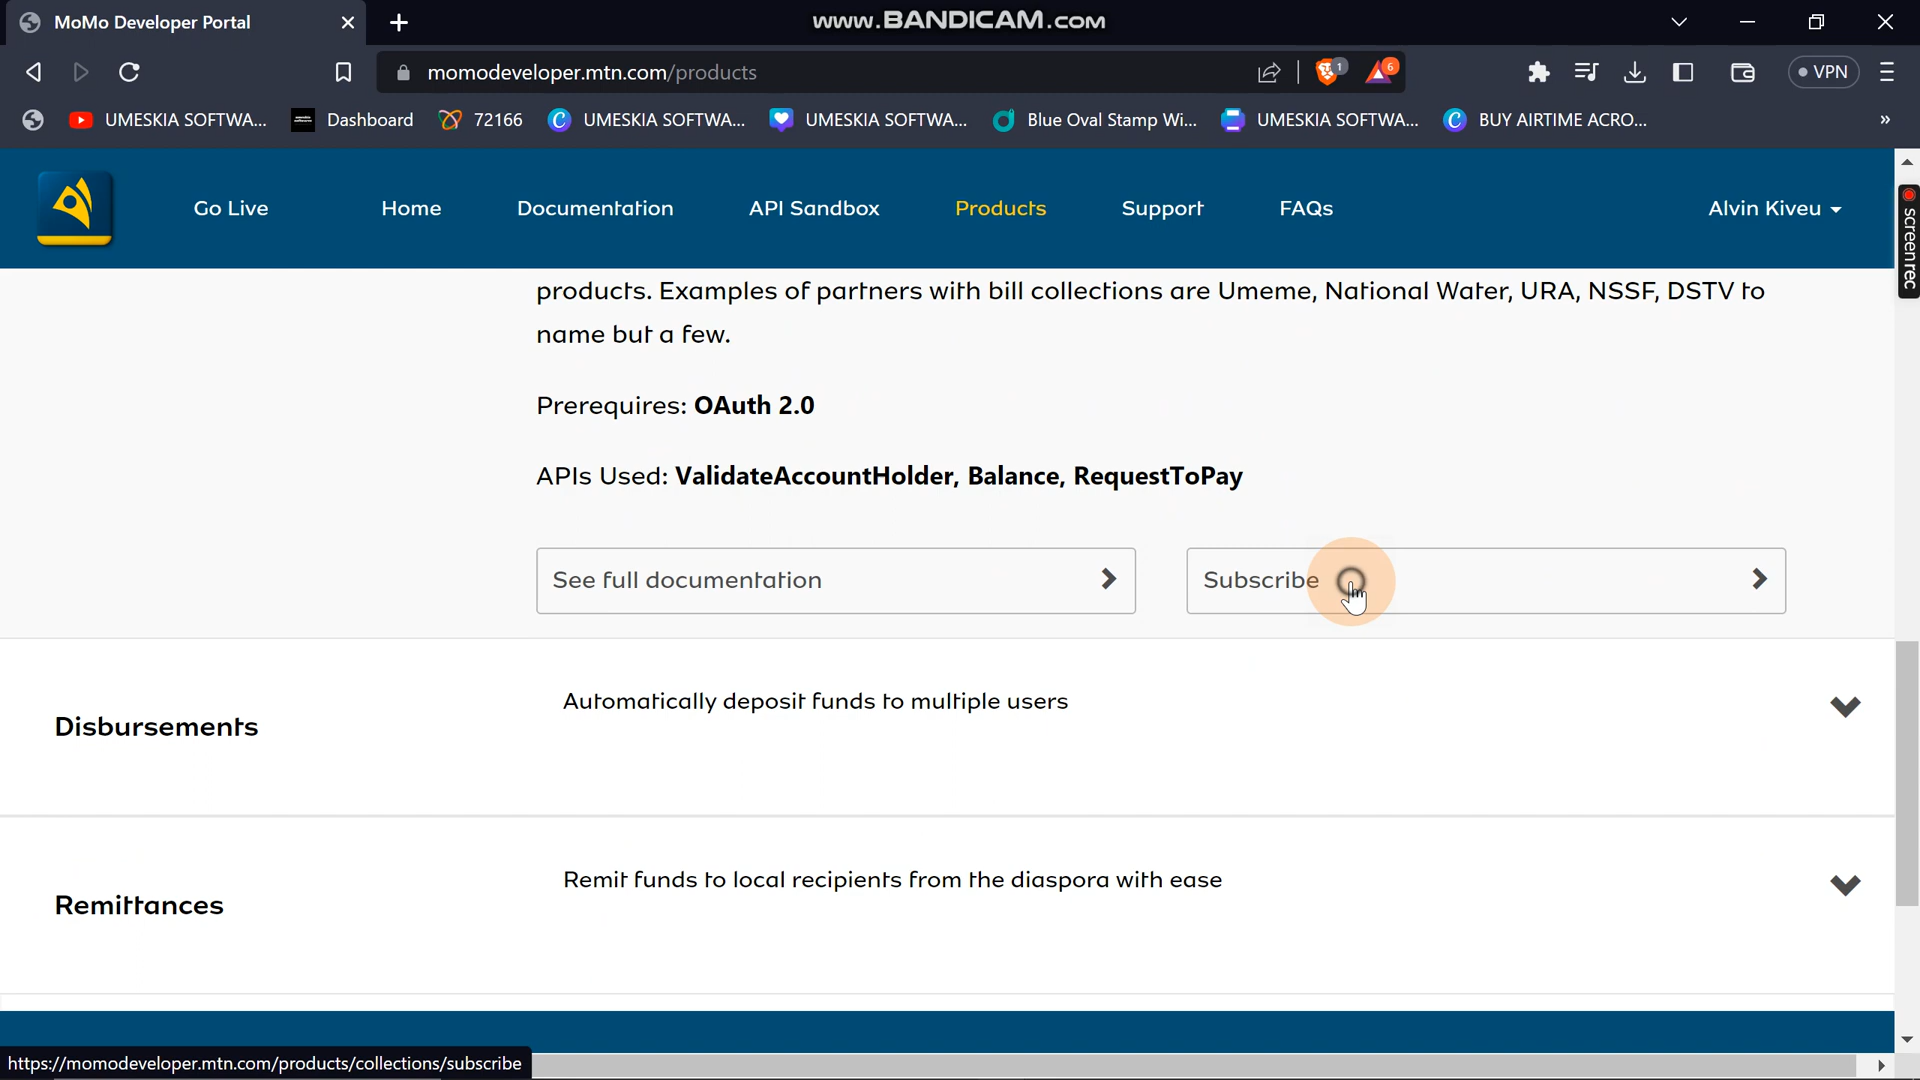 MoMo Developer Portal
www.BANDICAM.com
momodeveloper.mtn.com/products
1
6
VPN
UMESKIA SOFTWA...
Dashboard
72166
UMESKIA SOFTWA...
UMESKIA SOFTWA...
Blue Oval Stamp Wi...
UMESKIA SOFTWA...
BUY AIRTIME ACRO...
»
Go Live
Home
Documentation
API Sandbox
Products
Support
FAQs
Alvin Kiveu
screenrec
products. Examples of partners with bill collections are Umeme, National Water, URA, NSSF, DSTV to
name but a few.
Prerequires: OAuth 2.0
APIs Used: ValidateAccountHolder, Balance, RequestToPay
See full documentation
Subscribe
Disbursements
Automatically deposit funds to multiple users
Remittances
Remit funds to local recipients from the diaspora with ease
https://momodeveloper.mtn.com/products/collections/subscribe